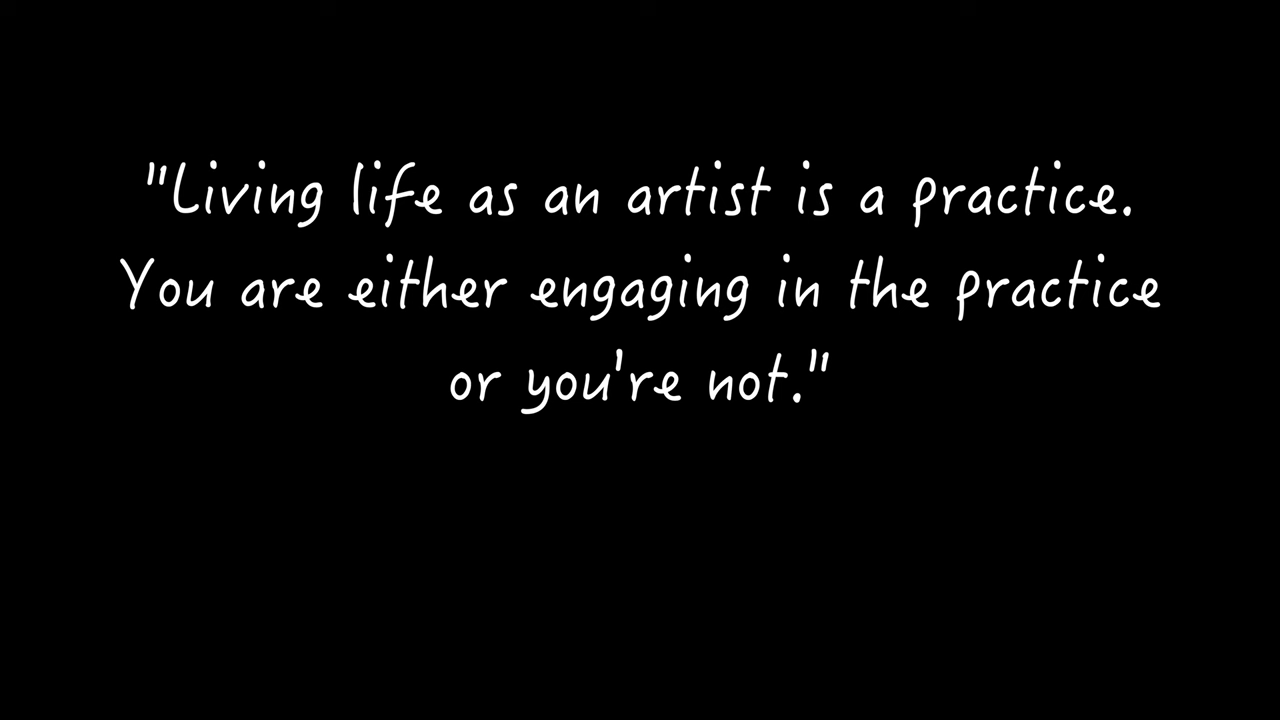 "Living life as an artist is a practice.
You are either engaging in the practice
or you're not."